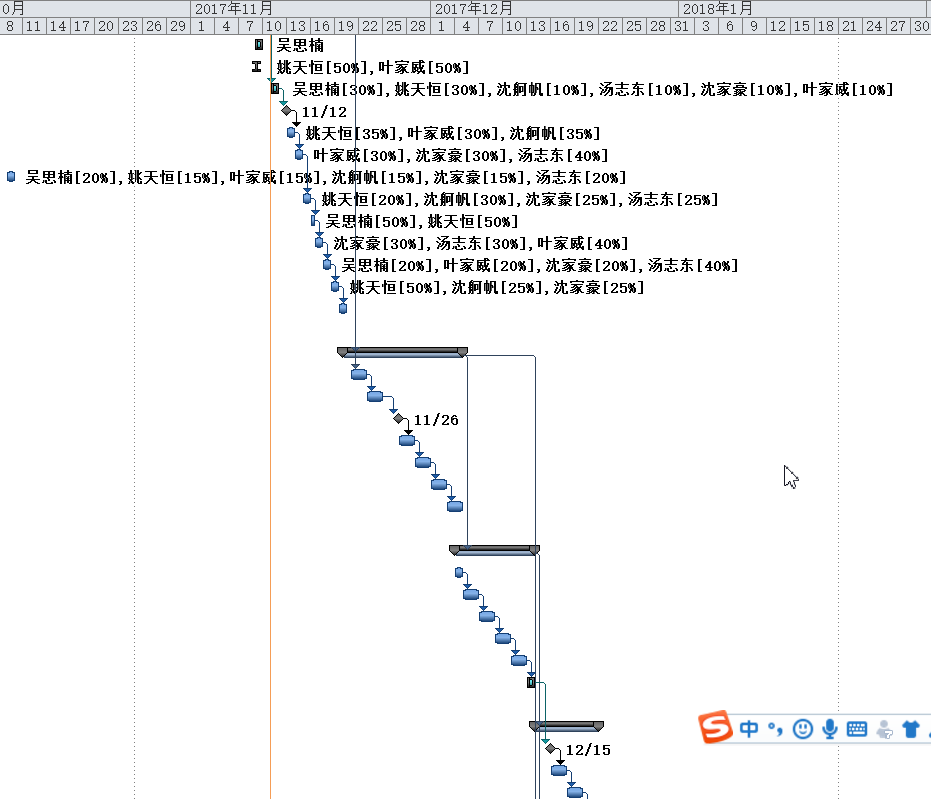 0月 2017年11月 2017年12月 2018年1月
8 11 14 17 20 23 26 29 1 4 7 10 13 16 19 22 25 28 1 4 7 10 13 16 19 22 25 28 31 3 6 9 12 15 18 21 24 27 30
吴思楠
姚天恒[50%],叶家威[50%]
吴思楠[30%],姚天恒[30%],沈舸帆[10%],汤志东[10%],沈家豪[10%],叶家威[10%]
11/12
姚天恒[35%],叶家威[30%],沈舸帆[35%]
叶家威[30%],沈家豪[30%],汤志东[40%]
吴思楠[20%],姚天恒[15%],叶家威[15%],沈舸帆[15%],沈家豪[15%],汤志东[20%]
姚天恒[20%],沈舸帆[30%],沈家豪[25%],汤志东[25%]
吴思楠[50%],姚天恒[50%]
沈家豪[30%],汤志东[30%],叶家威[40%]
吴思楠[20%],叶家威[20%],沈家豪[20%],汤志东[40%]
姚天恒[50%],沈舸帆[25%],沈家豪[25%]
11/26
12/15
中